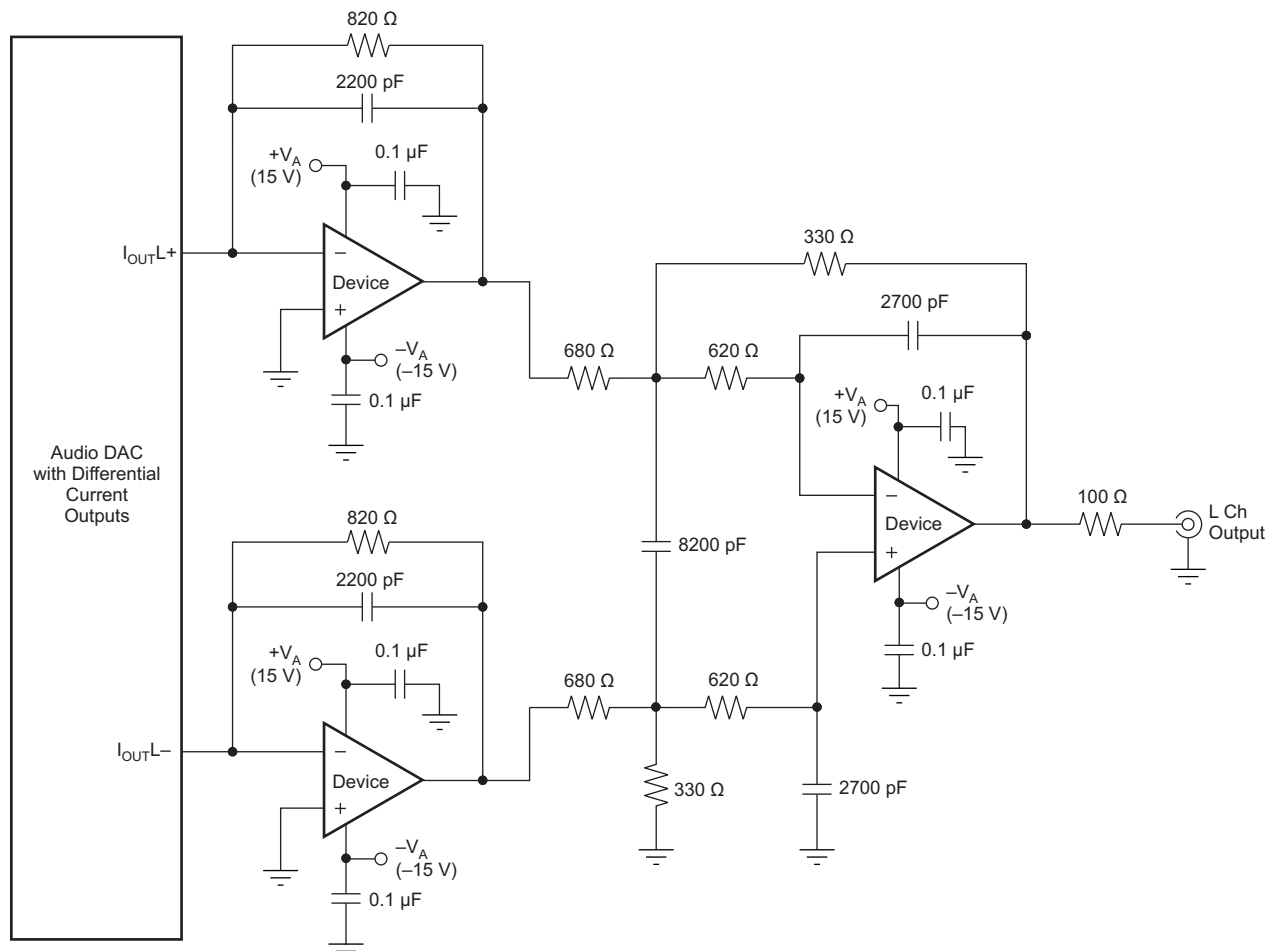 820 Ω
2200 pF
+VA
(15 V)
0.1 µF
IOUTL+
−
Device
+
–VA
(–15 V)
0.1 µF
330 Ω
2700 pF
680 Ω
620 Ω
+VA
(15 V)
0.1 µF
Audio DAC
with Differential
Current
Outputs
−
Device
+
100 Ω
L Ch
Output
820 Ω
8200 pF
2200 pF
–VA
(–15 V)
0.1 µF
+VA
(15 V)
0.1 µF
680 Ω
620 Ω
IOUTL–
−
Device
+
330 Ω
2700 pF
–VA
(–15 V)
0.1 µF